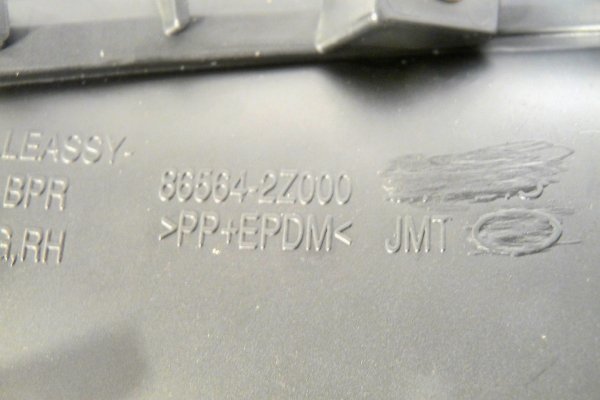 LEASSY- 86564-2Z000
BPR >PP+EPDM< JMT
G,RH